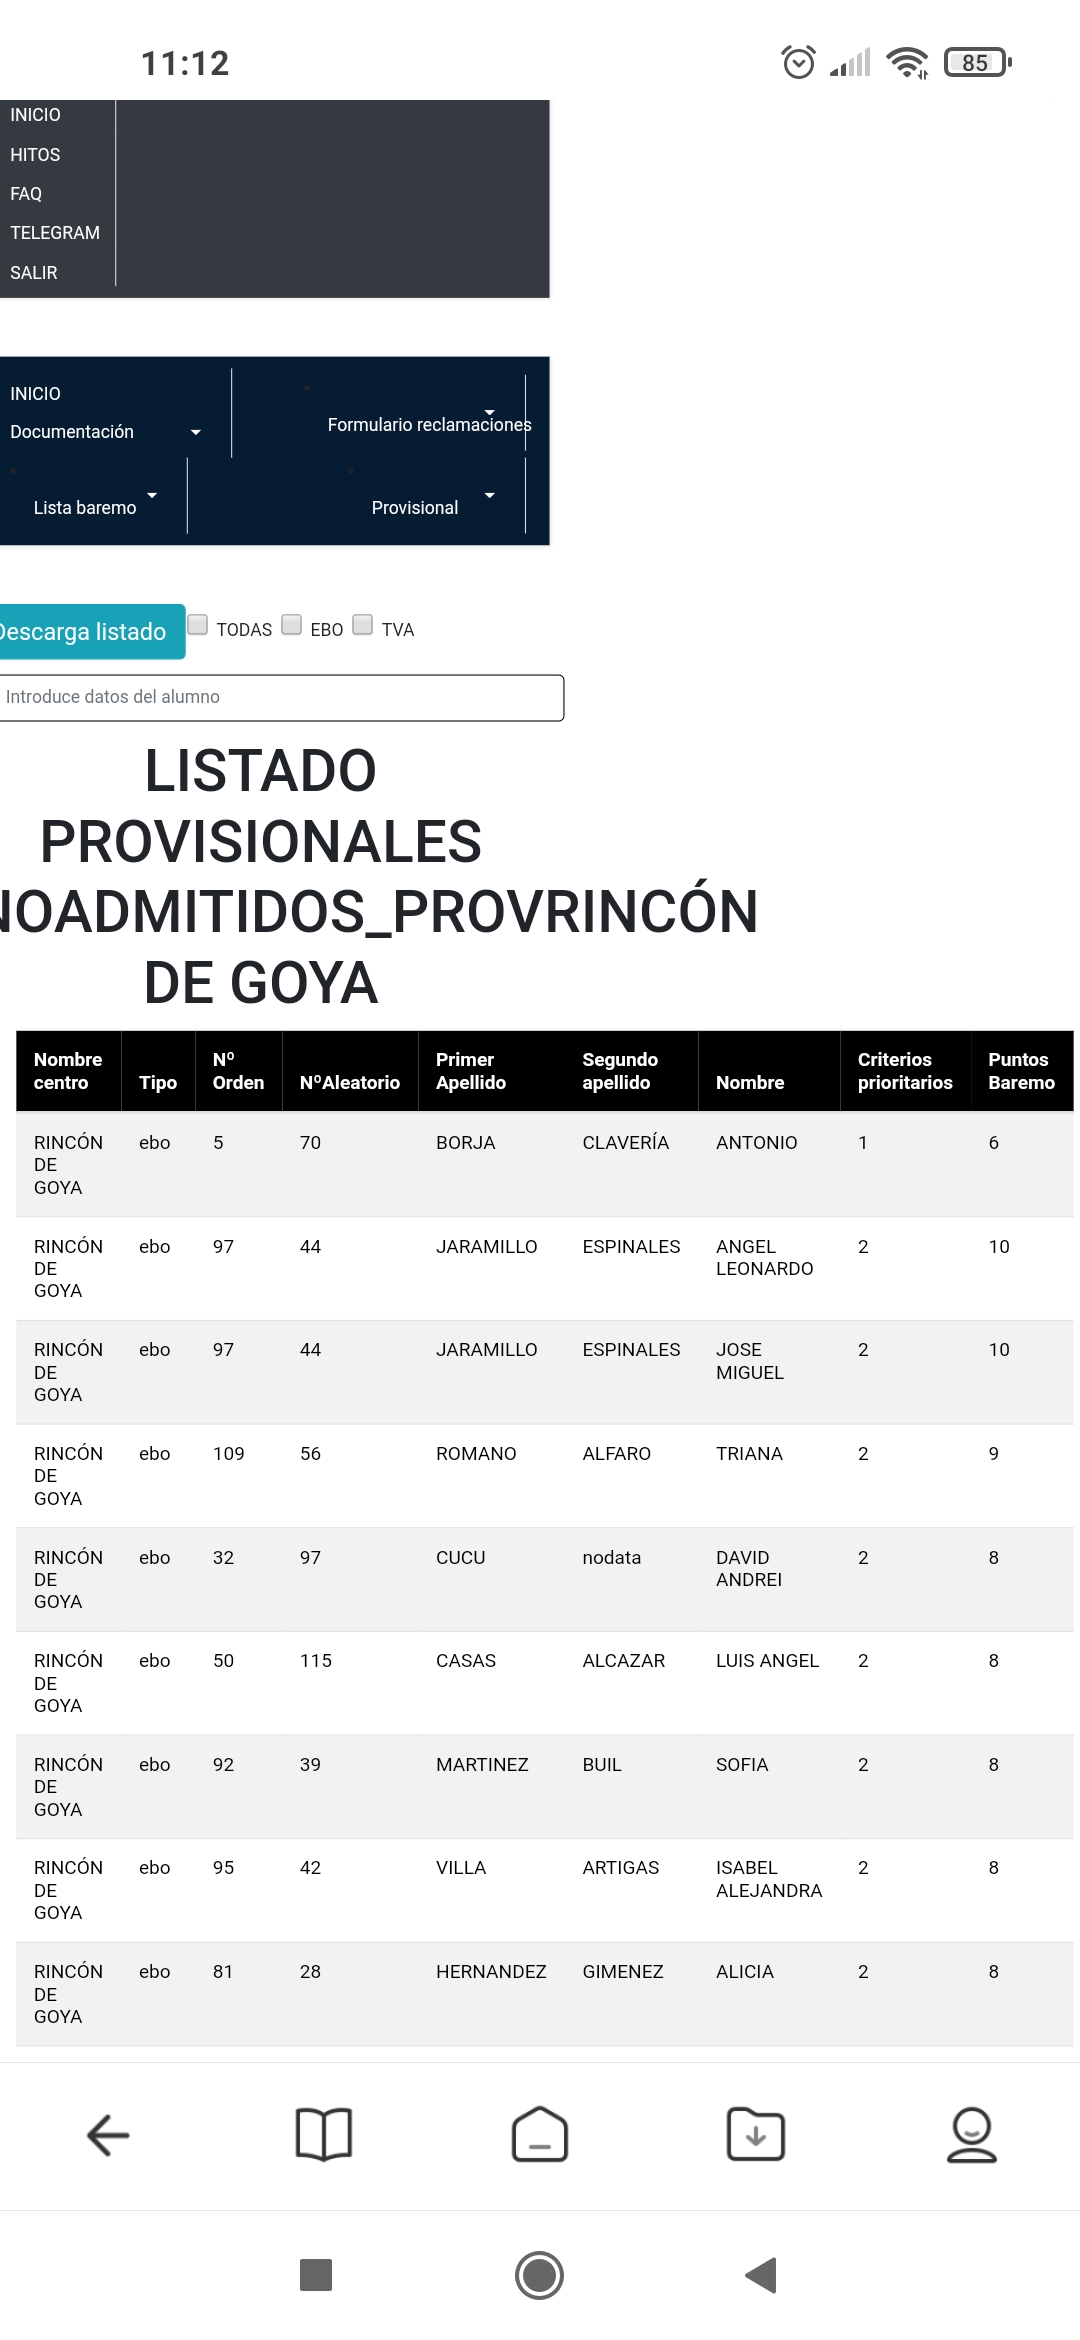 11:12
85
INICIO
HITOS
FAQ
TELEGRAM
SALIR
INICIO
Documentación
Formulario reclamaciones
Lista baremo
Provisional
Descarga listado TODAS EBO TVA
Introduce datos del alumno
LISTADO
PROVISIONALES
NOADMITIDOS_PROVRINCÓN
DE GOYA
Nombre centro Tipo Nº Orden NºAleatorio Primer Apellido Segundo apellido Nombre Criterios prioritarios Puntos Baremo
RINCÓN DE GOYA ebo 5 70 BORJA CLAVERÍA ANTONIO 1 6
RINCÓN DE GOYA ebo 97 44 JARAMILLO ESPINALES ANGEL LEONARDO 2 10
RINCÓN DE GOYA ebo 97 44 JARAMILLO ESPINALES JOSE MIGUEL 2 10
RINCÓN DE GOYA ebo 109 56 ROMANO ALFARO TRIANA 2 9
RINCÓN DE GOYA ebo 32 97 CUCU nodata DAVID ANDREI 2 8
RINCÓN DE GOYA ebo 50 115 CASAS ALCAZAR LUIS ANGEL 2 8
RINCÓN DE GOYA ebo 92 39 MARTINEZ BUIL SOFIA 2 8
RINCÓN DE GOYA ebo 95 42 VILLA ARTIGAS ISABEL ALEJANDRA 2 8
RINCÓN DE GOYA ebo 81 28 HERNANDEZ GIMENEZ ALICIA 2 8